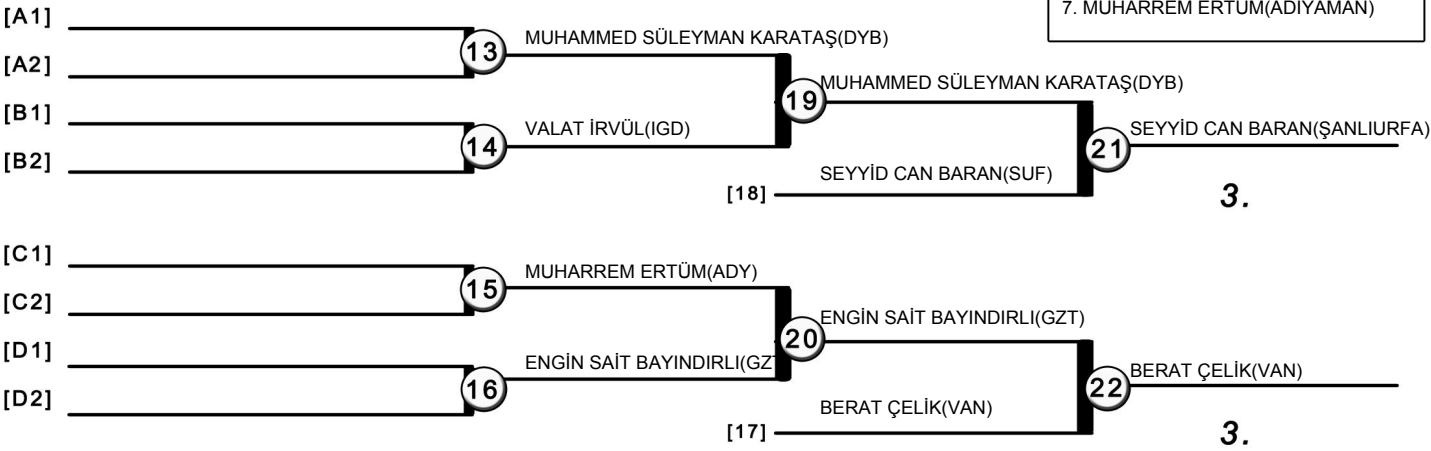 7. MUHARREM ERTÜM(ADIYAMAN)
[A1]
13
MUHAMMED SÜLEYMAN KARATAŞ(DYB)
[A2]
19
MUHAMMED SÜLEYMAN KARATAŞ(DYB)
[B1]
14
VALAT İRVÜL(IGD)
21
SEYYİD CAN BARAN(ŞANLIURFA)
[B2]
SEYYİD CAN BARAN(SUF)
[18]
3.
[C1]
15
MUHARREM ERTÜM(ADY)
[C2]
20
ENGİN SAİT BAYINDIRLI(GZT)
[D1]
16
ENGİN SAİT BAYINDIRLI(GZ
22
BERAT ÇELİK(VAN)
[D2]
BERAT ÇELİK(VAN)
[17]
3.